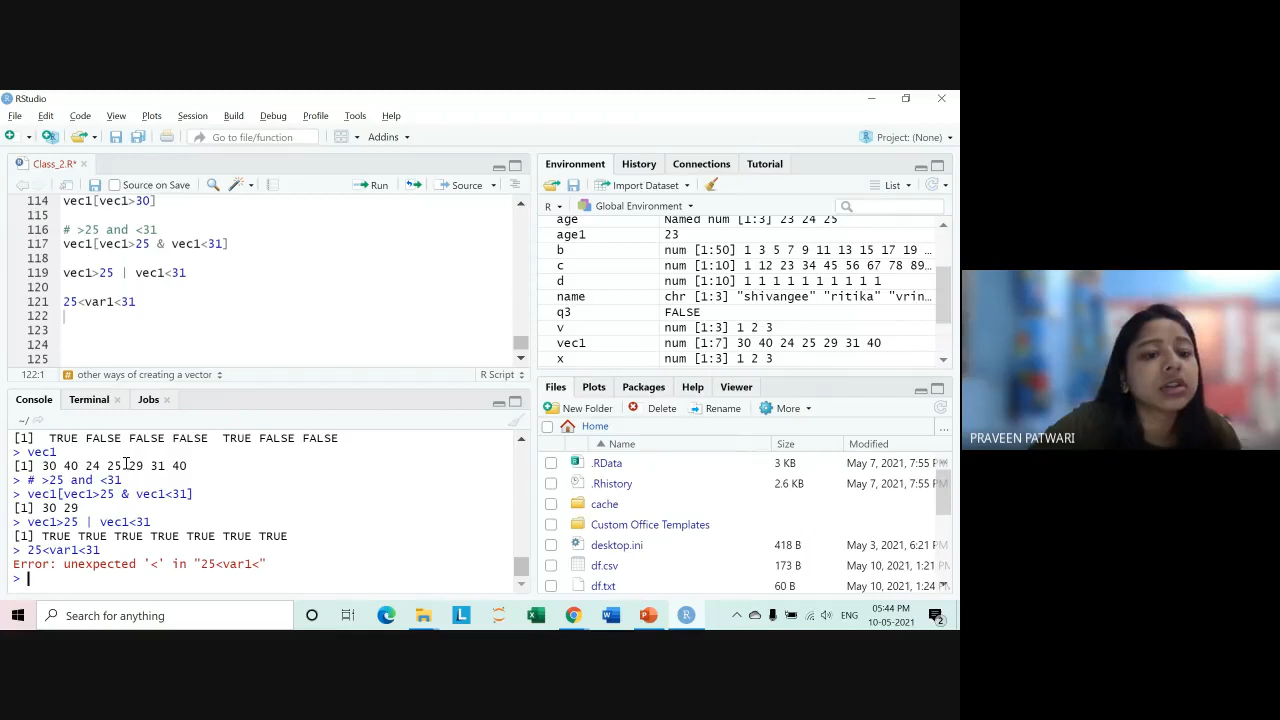 RStudio
File Edit Code View Plots Session Build Debug Profile Tools Help
Go to file/function Addins Project: (None)
Class_2.R*
Source on Save Run Source
114 vec1[vec1>30]
115
116 # >25 and <31
117 vec1[vec1>25 & vec1<31]
118
119 vec1>25 | vec1<31
120
121 25<var1<31
122
123
124
125
122:1 # other ways of creating a vector R Script
Console Terminal Jobs
~/
[1] TRUE FALSE FALSE FALSE TRUE FALSE FALSE
> vec1
[1] 30 40 24 25 29 31 40
> # >25 and <31
> vec1[vec1>25 & vec1<31]
[1] 30 29
> vec1>25 | vec1<31
[1] TRUE TRUE TRUE TRUE TRUE TRUE TRUE
> 25<var1<31
Error: unexpected '<' in "25<var1<"
>
Environment History Connections Tutorial
Import Dataset List
R Global Environment
age Named num [1:3] 23 24 25
age1 23
b num [1:50] 1 3 5 7 9 11 13 15 17 19 …
c num [1:10] 1 12 23 34 45 56 67 78 89…
d num [1:10] 1 1 1 1 1 1 1 1 1 1
name chr [1:3] "shivangee" "ritika" "vrin…
q3 FALSE
v num [1:3] 1 2 3
vec1 num [1:7] 30 40 24 25 29 31 40
x num [1:3] 1 2 3
Files Plots Packages Help Viewer
New Folder Delete Rename More
Home ...
Name Size Modified
.RData 3 KB May 7, 2021, 7:55 P
.Rhistory 2.6 KB May 7, 2021, 7:55 P
cache
Custom Office Templates
desktop.ini 418 B May 3, 2021, 6:21 P
df.csv 173 B May 10, 2021, 1:21
df.txt 60 B May 10, 2021, 1:21
PRAVEEN PATWARI
Search for anything ENG 05:44 PM
10-05-2021 2